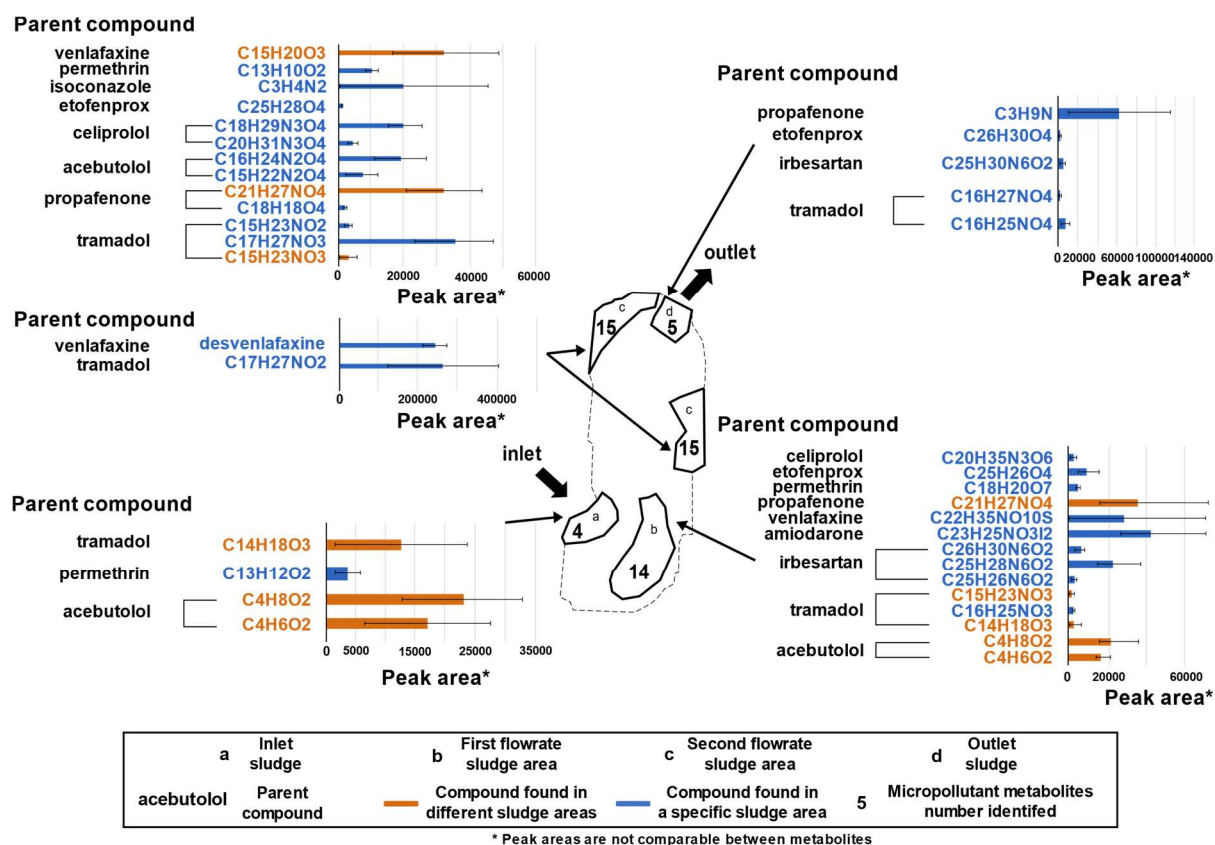 Parent compound
venlafaxine C15H20O3
permethrin C13H10O2
isoconazole C3H4N2
etofenprox C25H28O4
celiprolol C18H29N3O4
C20H31N3O4
acebutolol C16H24N2O4
C15H22N2O4
propafenone C21H27NO4
C18H18O4
tramadol C15H23NO2
C17H27NO3
C15H23NO3
0 20000 40000 60000
Peak area*
Parent compound
propafenone C3H9N
etofenprox C26H30O4
irbesartan C25H30N6O2
tramadol C16H27NO4
C16H25NO4
0 20000 60000 100000 140000
Peak area*
outlet
c
15
d
5
c
15
inlet
a
4
b
14
Parent compound
venlafaxine desvenlafaxine
tramadol C17H27NO2
0 200000 400000
Peak area*
Parent compound
tramadol C14H18O3
permethrin C13H12O2
acebutolol C4H8O2
C4H6O2
0 5000 15000 25000 35000
Peak area*
Parent compound
celiprolol C20H35N3O6
etofenprox C25H26O4
permethrin C18H20O7
propafenone C21H27NO4
venlafaxine C22H35NO10S
amiodarone C23H25NO3I2
irbesartan C26H30N6O2
C25H28N6O2
C25H26N6O2
tramadol C15H23NO3
C16H25NO3
C14H18O3
acebutolol C4H8O2
C4H6O2
0 20000 60000
Peak area*
a Inlet sludge
b First flowrate sludge area
c Second flowrate sludge area
d Outlet sludge
acebutolol Parent compound
Compound found in different sludge areas
Compound found in a specific sludge area
5 Micropollutant metabolites number identifed
* Peak areas are not comparable between metabolites